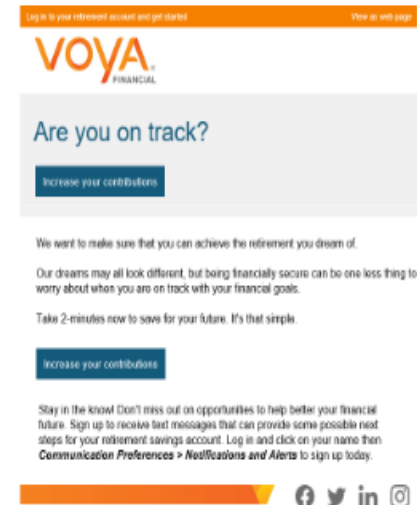 Log in to your retirement account and get started View as web page
VOYA.
FINANCIAL
Are you on track?
Increase your contributions
We want to make sure that you can achieve the retirement you dream of.
Our dreams may all look different, but being financially secure can be one less thing to
worry about when you are on track with your financial goals.
Take 2-minutes now to save for your future. It's that simple.
Increase your contributions
Stay in the know! Don't miss out on opportunities to help better your financial
future. Sign up to receive text messages that can provide some possible next
steps for your retirement savings account. Log in and click on your name then
Communication Preferences > Notifications and Alerts to sign up today.